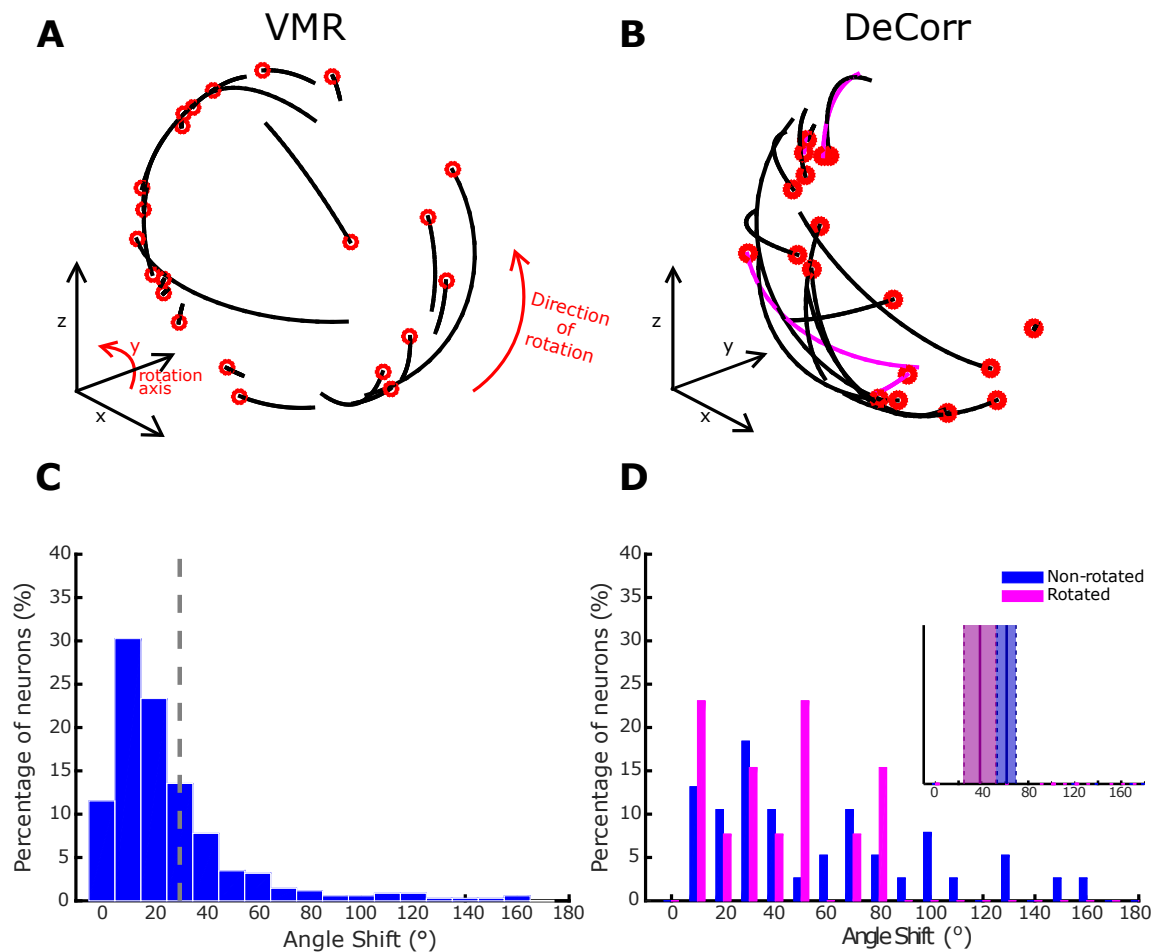 A
VMR
z
y
rotation
axis
x
Direction
of
rotation
B
DeCorr
z
y
x
C
Percentage of neurons (%)
40
35
30
25
20
15
10
5
0
0 20 40 60 80 100 120 140 160 180
Angle Shift (°)
D
Percentage of neurons (%)
40
35
30
25
20
15
10
5
0
Non-rotated
Rotated
0 40 80 120 160
0 20 40 60 80 100 120 140 160 180
Angle Shift (°)